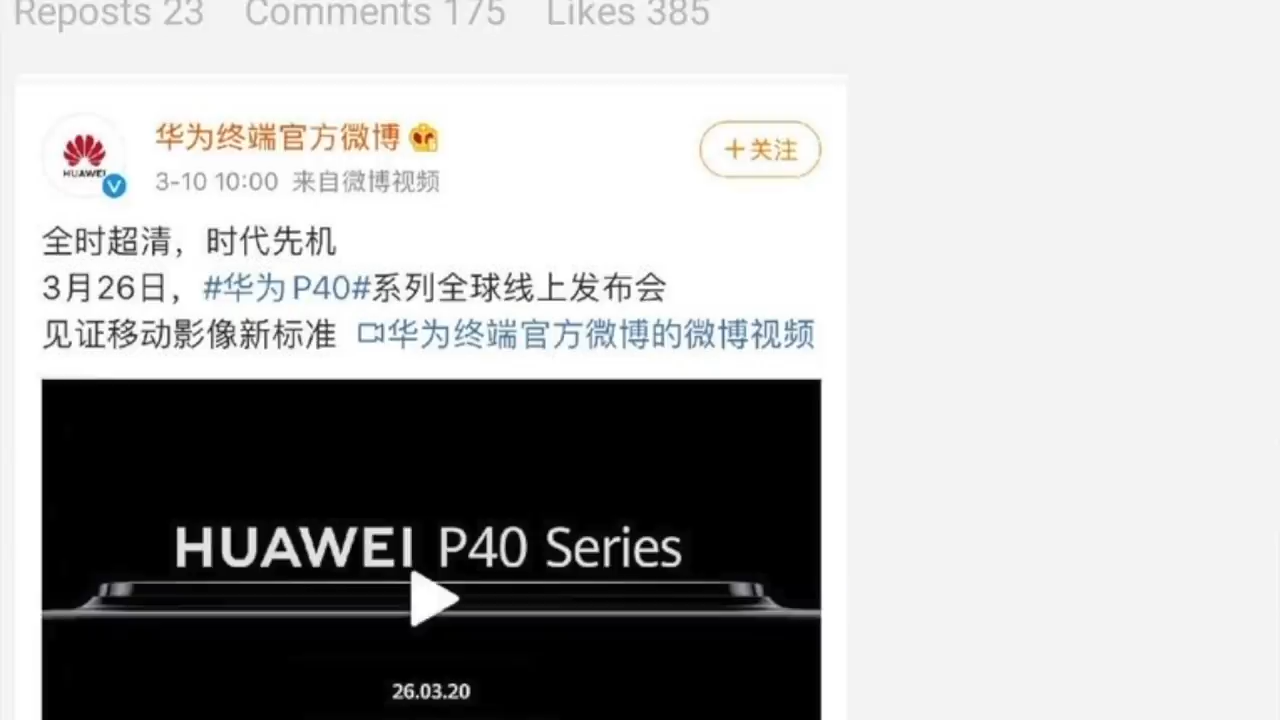 Reposts 23 Comments 175 Likes 385
华为终端官方微博
HUAWEI
+关注
3-10 10:00 来自微博视频
全时超清，时代先机
3月26日，#华为P40#系列全球线上发布会
见证移动影像新标准 华为终端官方微博的微博视频
HUAWEI P40 Series
26.03.20